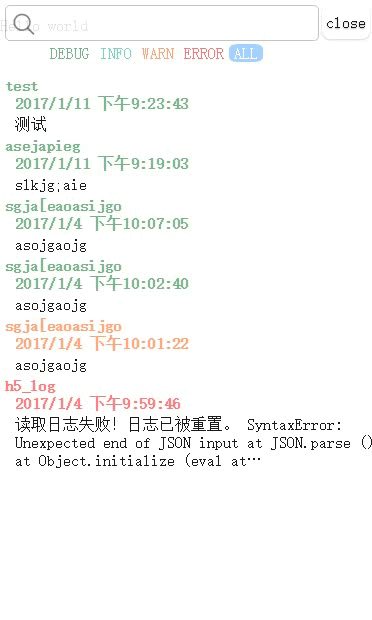 Hello world
close
DEBUG INFO WARN ERROR ALL
test
2017/1/11 下午9:23:43
测试
asejapieg
2017/1/11 下午9:19:03
slkjg;aie
sgja[eaoasijgo
2017/1/4 下午10:07:05
asojgaojg
sgja[eaoasijgo
2017/1/4 下午10:02:40
asojgaojg
sgja[eaoasijgo
2017/1/4 下午10:01:22
asojgaojg
h5_log
2017/1/4 下午9:59:46
读取日志失败! 日志已被重置。 SyntaxError:
Unexpected end of JSON input at JSON.parse ()
at Object.initialize (eval at…